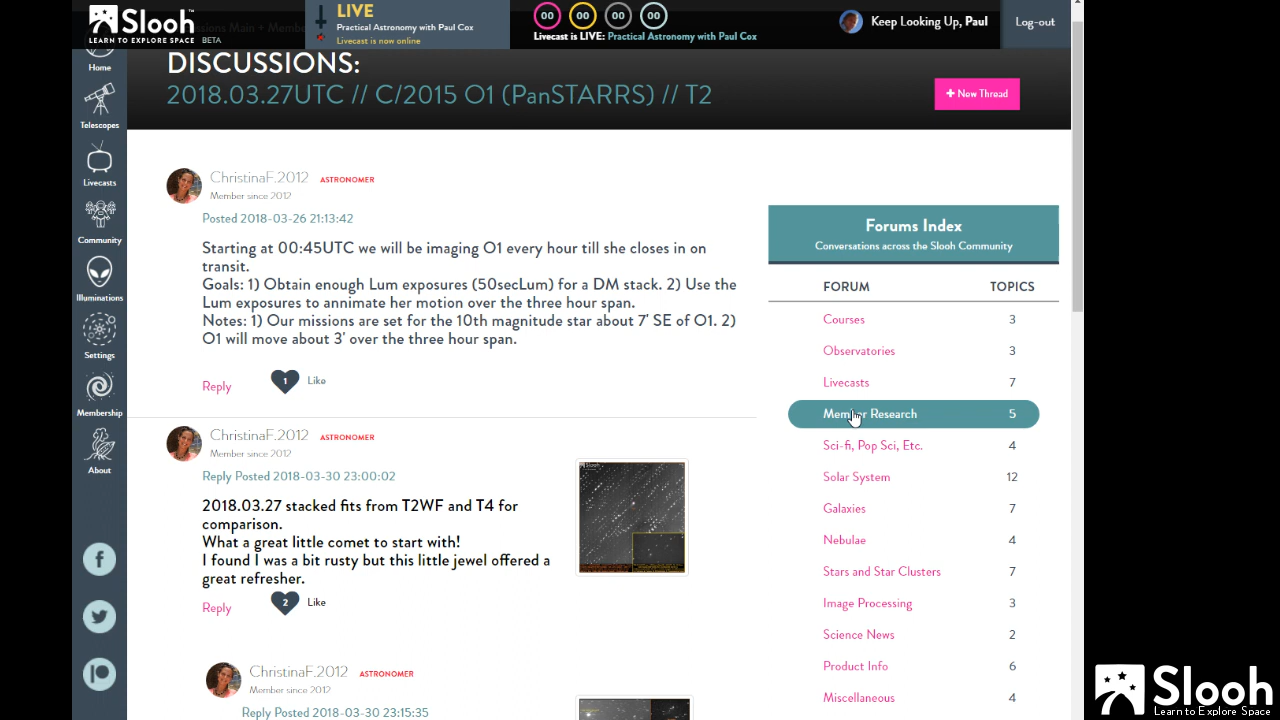 Slooh
LEARN TO EXPLORE SPACE BETA
LIVE
Practical Astronomy with Paul Cox
Livecast is now online
00 00 00 00
Livecast is LIVE: Practical Astronomy with Paul Cox
Keep Looking Up, Paul
Log-out
Home
Telescopes
Livecasts
Community
Illuminations
Settings
Membership
About
DISCUSSIONS:
2018.03.27UTC // C/2015 O1 (PanSTARRS) // T2
+ New Thread
ChristinaF.2012 ASTRONOMER
Member since 2012
Posted 2018-03-26 21:13:42
Starting at 00:45UTC we will be imaging O1 every hour till she closes in on
transit.
Goals: 1) Obtain enough Lum exposures (50secLum) for a DM stack. 2) Use the
Lum exposures to annimate her motion over the three hour span.
Notes: 1) Our missions are set for the 10th magnitude star about 7' SE of O1. 2)
O1 will move about 3' over the three hour span.
Reply 1 Like
ChristinaF.2012 ASTRONOMER
Member since 2012
Reply Posted 2018-03-30 23:00:02
2018.03.27 stacked fits from T2WF and T4 for
comparison.
What a great little comet to start with!
I found I was a bit rusty but this little jewel offered a
great refresher.
Reply 2 Like
Slooh
ChristinaF.2012 ASTRONOMER
Member since 2012
Reply Posted 2018-03-30 23:15:35
Forums Index
Conversations across the Slooh Community
FORUM TOPICS
Courses 3
Observatories 3
Livecasts 7
Member Research 5
Sci-fi, Pop Sci, Etc. 4
Solar System 12
Galaxies 7
Nebulae 4
Stars and Star Clusters 7
Image Processing 3
Science News 2
Product Info 6
Miscellaneous 4
Slooh
Learn to Explore Space